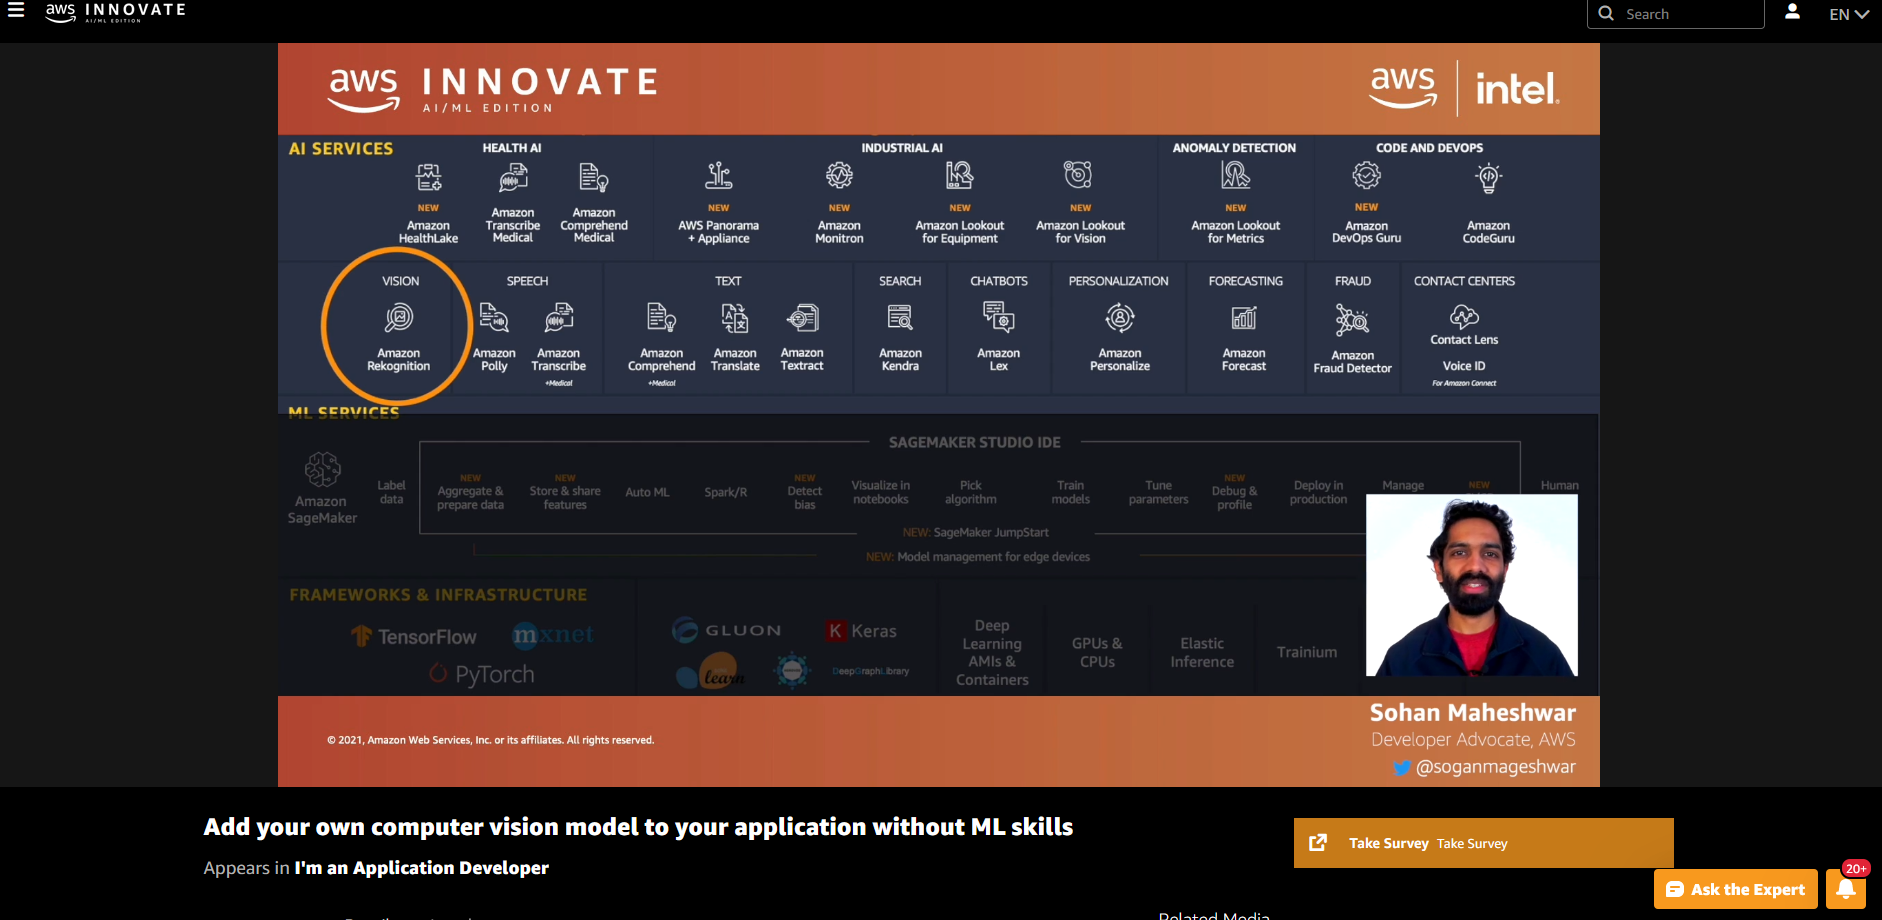 aws INNOVATE
AI/ML EDITION
Search
EN
aws INNOVATE
AI/ML EDITION
aws intel.
AI SERVICES
HEALTH AI
INDUSTRIAL AI
ANOMALY DETECTION
CODE AND DEVOPS
NEW
Amazon
HealthLake
Amazon
Transcribe
Medical
Amazon
Comprehend
Medical
NEW
AWS Panorama
+ Appliance
NEW
Amazon
Monitron
NEW
Amazon Lookout
for Equipment
NEW
Amazon Lookout
for Vision
NEW
Amazon Lookout
for Metrics
NEW
Amazon
DevOps Guru
Amazon
CodeGuru
VISION
Amazon
Rekognition
SPEECH
Amazon
Polly
Amazon
Transcribe
+Medical
TEXT
Amazon
Comprehend
+Medical
Amazon
Translate
Amazon
Textract
SEARCH
Amazon
Kendra
CHATBOTS
Amazon
Lex
PERSONALIZATION
Amazon
Personalize
FORECASTING
Amazon
Forecast
FRAUD
Amazon
Fraud Detector
CONTACT CENTERS
Contact Lens
Voice ID
For Amazon Connect
ML SERVICES
Amazon
SageMaker
Label
data
SAGEMAKER STUDIO IDE
NEW
Aggregate &
prepare data
NEW
Store & share
features
Auto ML
Spark/R
NEW
Detect
bias
Visualize in
notebooks
Pick
algorithm
Train
models
Tune
parameters
NEW
Debug &
profile
Deploy in
production
Manage
NEW
Human
NEW: SageMaker JumpStart
NEW: Model management for edge devices
FRAMEWORKS & INFRASTRUCTURE
TensorFlow
mxnet
PyTorch
GLUON
K Keras
learn
DeepGraphLibrary
Deep
Learning
AMIs &
Containers
GPUs &
CPUs
Elastic
Inference
Trainium
© 2021, Amazon Web Services, Inc. or its affiliates. All rights reserved.
Sohan Maheshwar
Developer Advocate, AWS
@soganmageshwar
Add your own computer vision model to your application without ML skills
Appears in I'm an Application Developer
Take Survey Take Survey
20+
Ask the Expert
Related Media